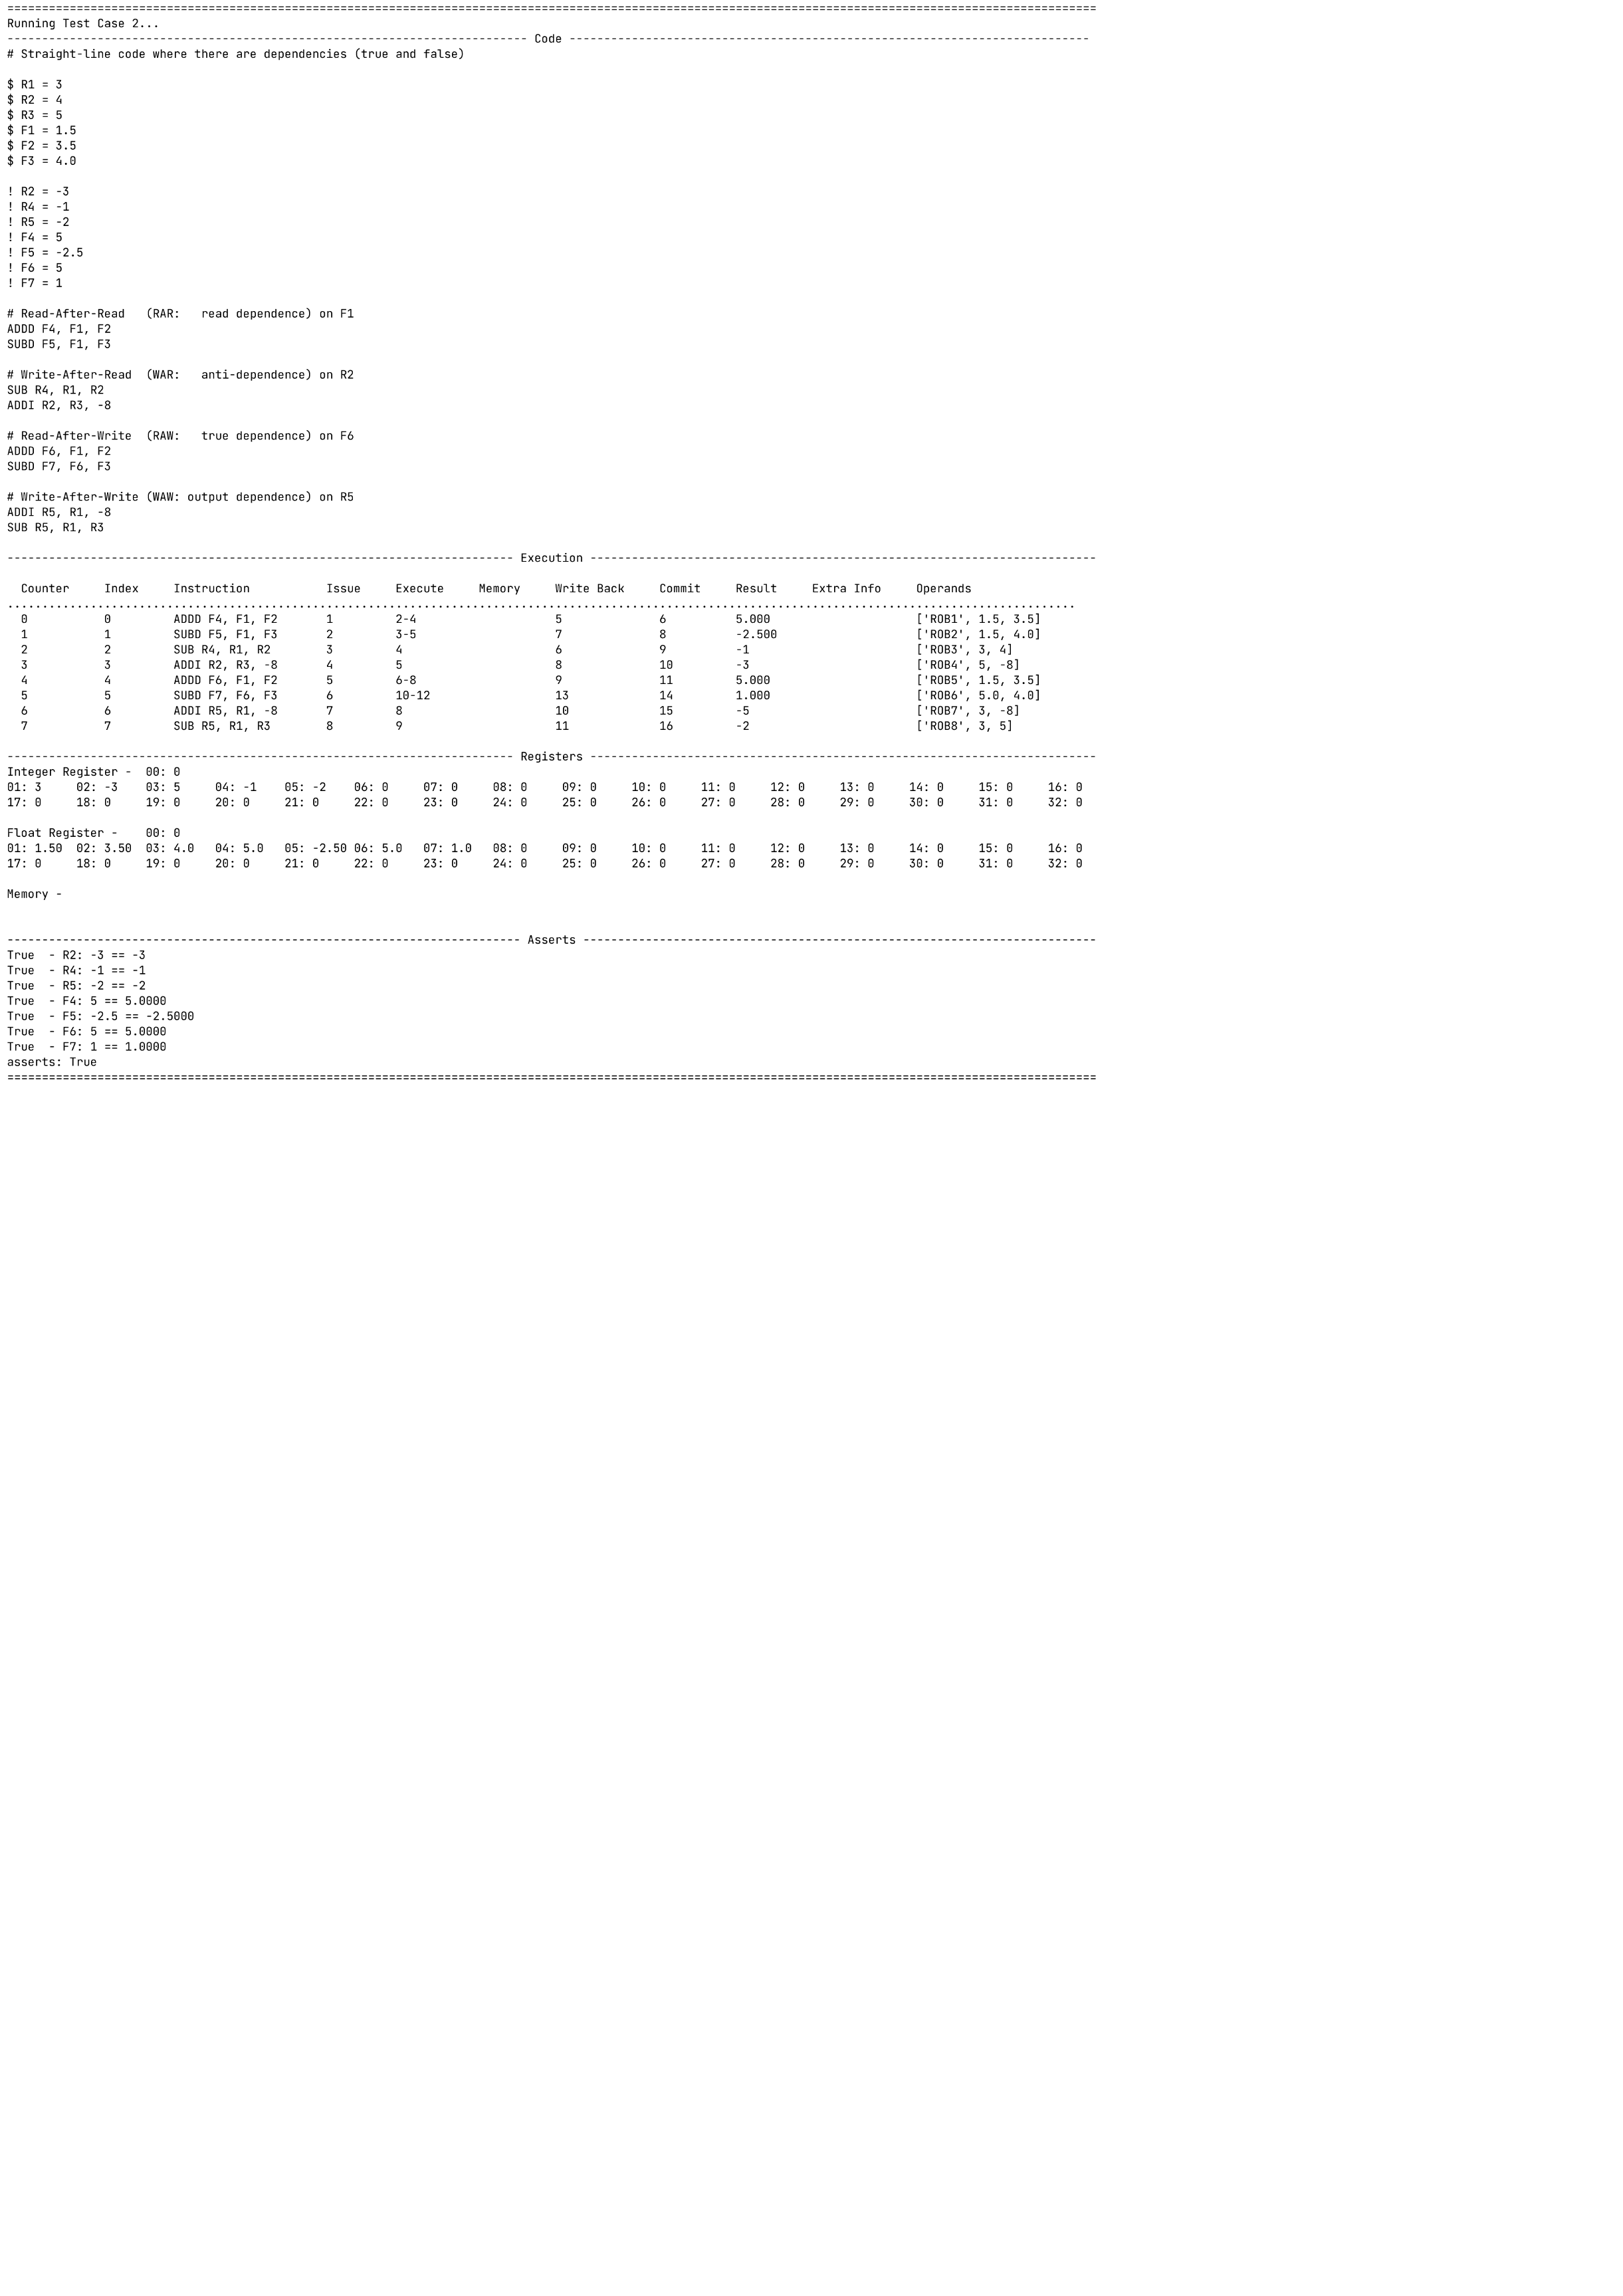 =============================================================================================================================================================
Running Test Case 2...
--------------------------------------------------------------------------- Code ---------------------------------------------------------------------------
# Straight-line code where there are dependencies (true and false)

$ R1 = 3
$ R2 = 4
$ R3 = 5
$ F1 = 1.5
$ F2 = 3.5
$ F3 = 4.0

! R2 = -3
! R4 = -1
! R5 = -2
! F4 = 5
! F5 = -2.5
! F6 = 5
! F7 = 1

# Read-After-Read   (RAR:   read dependence) on F1
ADDD F4, F1, F2
SUBD F5, F1, F3

# Write-After-Read  (WAR:   anti-dependence) on R2
SUB R4, R1, R2
ADDI R2, R3, -8

# Read-After-Write  (RAW:   true dependence) on F6
ADDD F6, F1, F2
SUBD F7, F6, F3

# Write-After-Write (WAW: output dependence) on R5
ADDI R5, R1, -8
SUB R5, R1, R3

------------------------------------------------------------------------- Execution -------------------------------------------------------------------------

  Counter     Index     Instruction           Issue     Execute     Memory     Write Back     Commit     Result     Extra Info     Operands
..........................................................................................................................................................
  0           0         ADDD F4, F1, F2       1         2-4                    5              6          5.000                     ['ROB1', 1.5, 3.5]
  1           1         SUBD F5, F1, F3       2         3-5                    7              8          -2.500                    ['ROB2', 1.5, 4.0]
  2           2         SUB R4, R1, R2        3         4                      6              9          -1                        ['ROB3', 3, 4]
  3           3         ADDI R2, R3, -8       4         5                      8              10         -3                        ['ROB4', 5, -8]
  4           4         ADDD F6, F1, F2       5         6-8                    9              11         5.000                     ['ROB5', 1.5, 3.5]
  5           5         SUBD F7, F6, F3       6         10-12                  13             14         1.000                     ['ROB6', 5.0, 4.0]
  6           6         ADDI R5, R1, -8       7         8                      10             15         -5                        ['ROB7', 3, -8]
  7           7         SUB R5, R1, R3        8         9                      11             16         -2                        ['ROB8', 3, 5]

------------------------------------------------------------------------- Registers -------------------------------------------------------------------------
Integer Register -  00: 0
01: 3     02: -3    03: 5     04: -1    05: -2    06: 0     07: 0     08: 0     09: 0     10: 0     11: 0     12: 0     13: 0     14: 0     15: 0     16: 0
17: 0     18: 0     19: 0     20: 0     21: 0     22: 0     23: 0     24: 0     25: 0     26: 0     27: 0     28: 0     29: 0     30: 0     31: 0     32: 0

Float Register -    00: 0
01: 1.50  02: 3.50  03: 4.0   04: 5.0   05: -2.50 06: 5.0   07: 1.0   08: 0     09: 0     10: 0     11: 0     12: 0     13: 0     14: 0     15: 0     16: 0
17: 0     18: 0     19: 0     20: 0     21: 0     22: 0     23: 0     24: 0     25: 0     26: 0     27: 0     28: 0     29: 0     30: 0     31: 0     32: 0

Memory -

-------------------------------------------------------------------------- Asserts --------------------------------------------------------------------------
True  - R2: -3 == -3
True  - R4: -1 == -1
True  - R5: -2 == -2
True  - F4: 5 == 5.0000
True  - F5: -2.5 == -2.5000
True  - F6: 5 == 5.0000
True  - F7: 1 == 1.0000
asserts: True
=============================================================================================================================================================